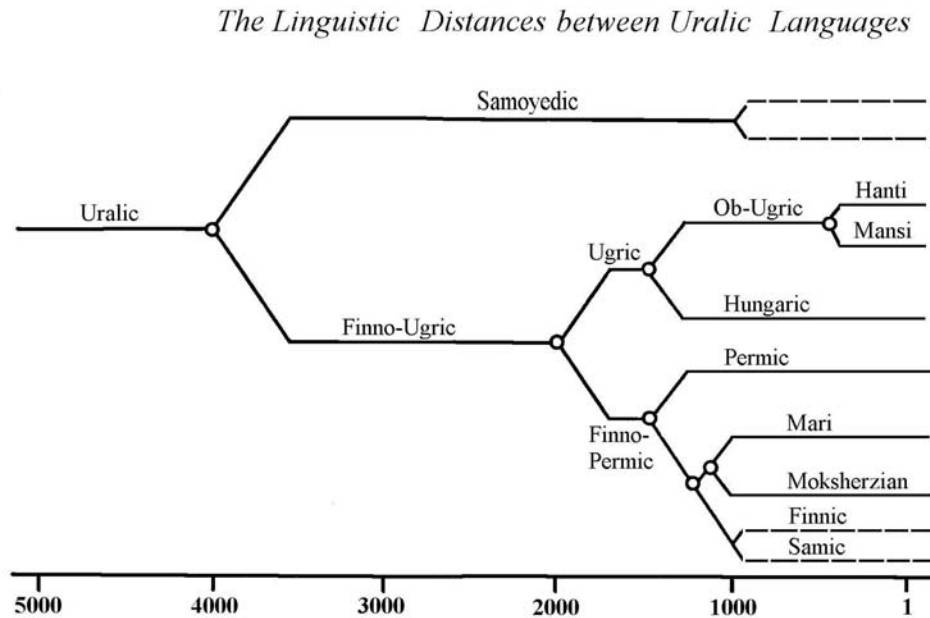 The Linguistic Distances between Uralic Languages
Samoyedic
Hanti
Ob-Ugric
Uralic
Mansi
Ugric
Hungaric
Finno-Ugric
Permic
Mari
Finno-
Permic
Moksherzian
Finnic
Samic
5000 4000 3000 2000 1000 1